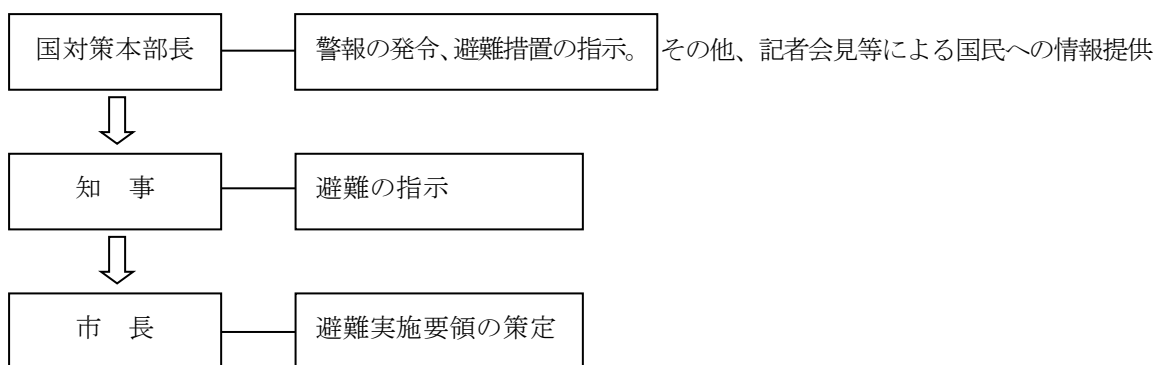 国対策本部長
警報の発令、避難措置の指示。
その他、記者会見等による国民への情報提供
知　事
避難の指示
市　長
避難実施要領の策定